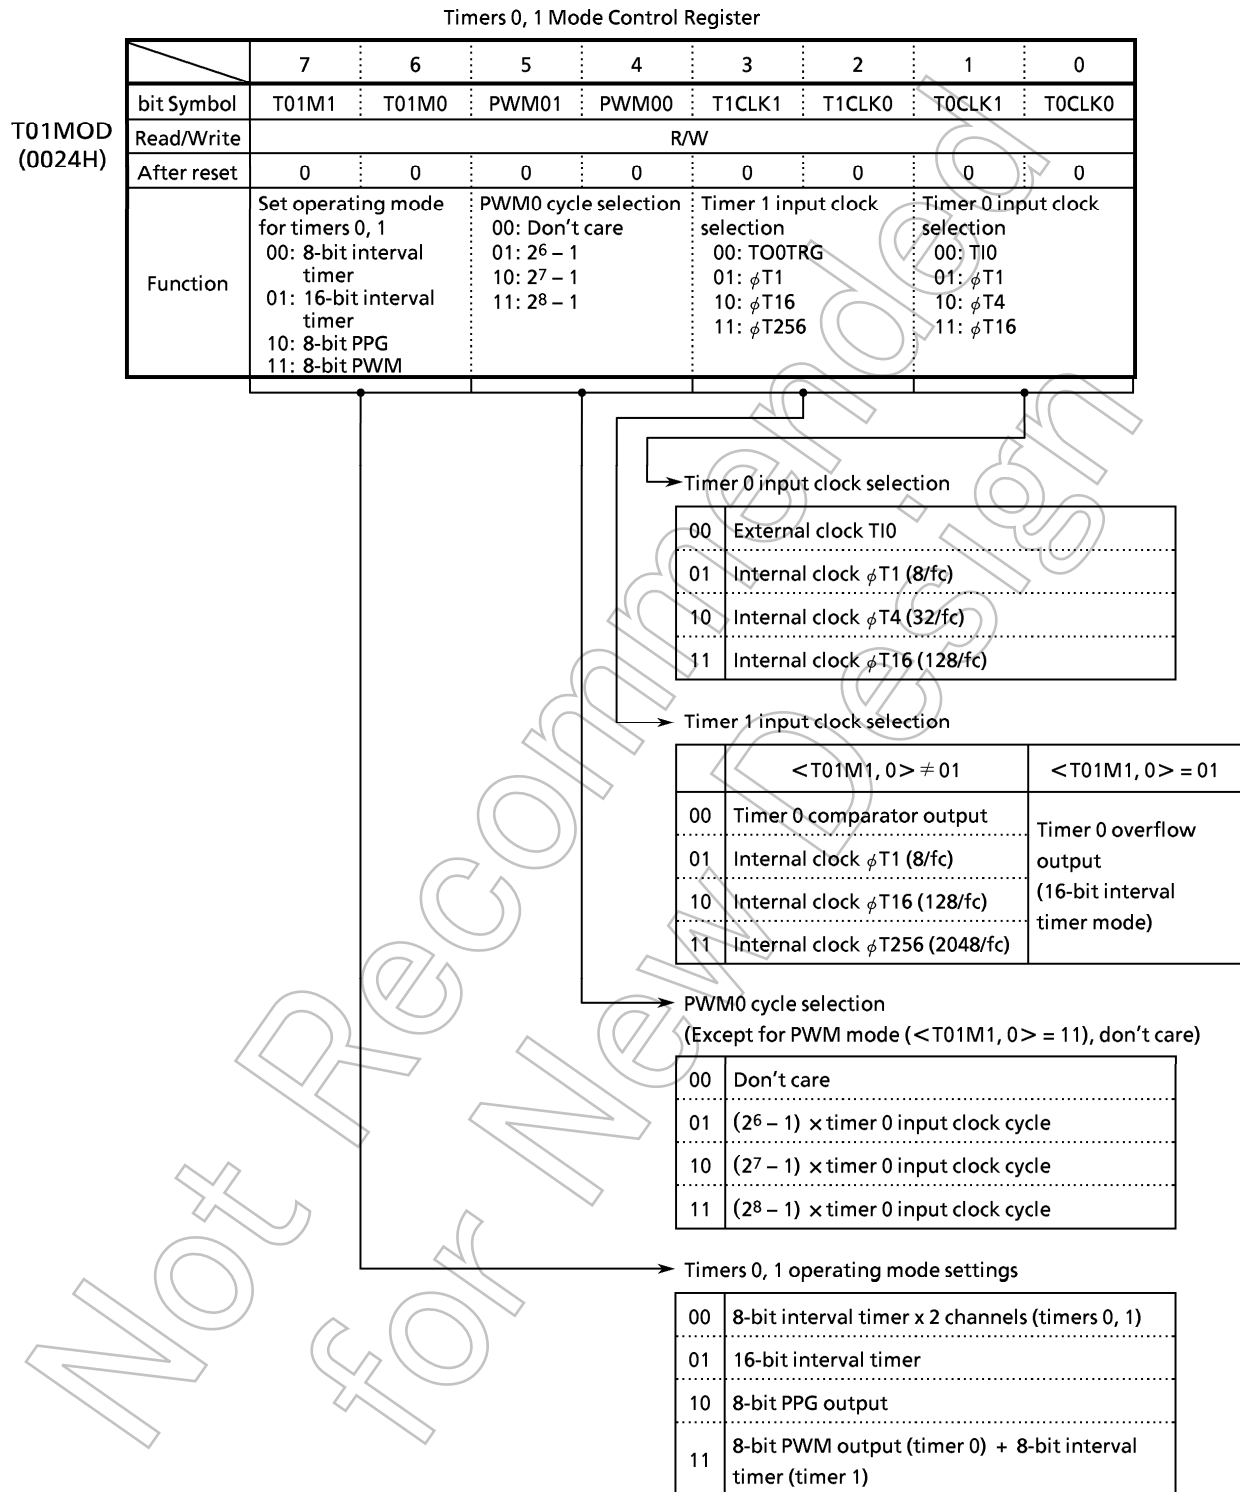 Timers 0, 1 Mode Control Register
7 6 5 4 3 2 1 0
bit Symbol T01M1 T01M0 PWM01 PWM00 T1CLK1 T1CLK0 T0CLK1 T0CLK0
T01MOD
(0024H)
Read/Write R/W
After reset 0 0 0 0 0 0 0 0
Function
Set operating mode
for timers 0, 1
00: 8-bit interval
timer
01: 16-bit interval
timer
10: 8-bit PPG
11: 8-bit PWM
PWM0 cycle selection
00: Don't care
01: 2⁶ – 1
10: 2⁷ – 1
11: 2⁸ – 1
Timer 1 input clock
selection
00: TO0TRG
01: ϕT1
10: ϕT16
11: ϕT256
Timer 0 input clock
selection
00: TI0
01: ϕT1
10: ϕT4
11: ϕT16
Timer 0 input clock selection
00 External clock TI0
01 Internal clock ϕT1 (8/fc)
10 Internal clock ϕT4 (32/fc)
11 Internal clock ϕT16 (128/fc)
Timer 1 input clock selection
<T01M1, 0> ≠ 01 <T01M1, 0> = 01
00 Timer 0 comparator output
01 Internal clock ϕT1 (8/fc)
10 Internal clock ϕT16 (128/fc)
11 Internal clock ϕT256 (2048/fc)
Timer 0 overflow
output
(16-bit interval
timer mode)
PWM0 cycle selection
(Except for PWM mode (<T01M1, 0> = 11), don't care)
00 Don't care
01 (2⁶ – 1) × timer 0 input clock cycle
10 (2⁷ – 1) × timer 0 input clock cycle
11 (2⁸ – 1) × timer 0 input clock cycle
Timers 0, 1 operating mode settings
00 8-bit interval timer x 2 channels (timers 0, 1)
01 16-bit interval timer
10 8-bit PPG output
11 8-bit PWM output (timer 0) + 8-bit interval
timer (timer 1)
Not Recommended
for New Design